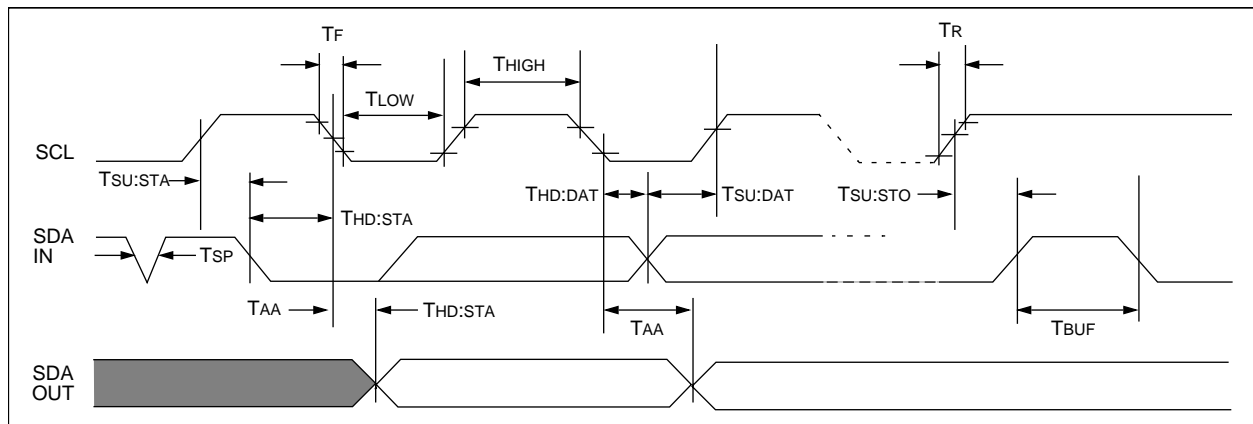 TF
TR
THIGH
TLOW
SCL
TSU:STA
THD:DAT
TSU:DAT
TSU:STO
THD:STA
SDA
IN
TSP
TAA
THD:STA
TAA
TBUF
SDA
OUT